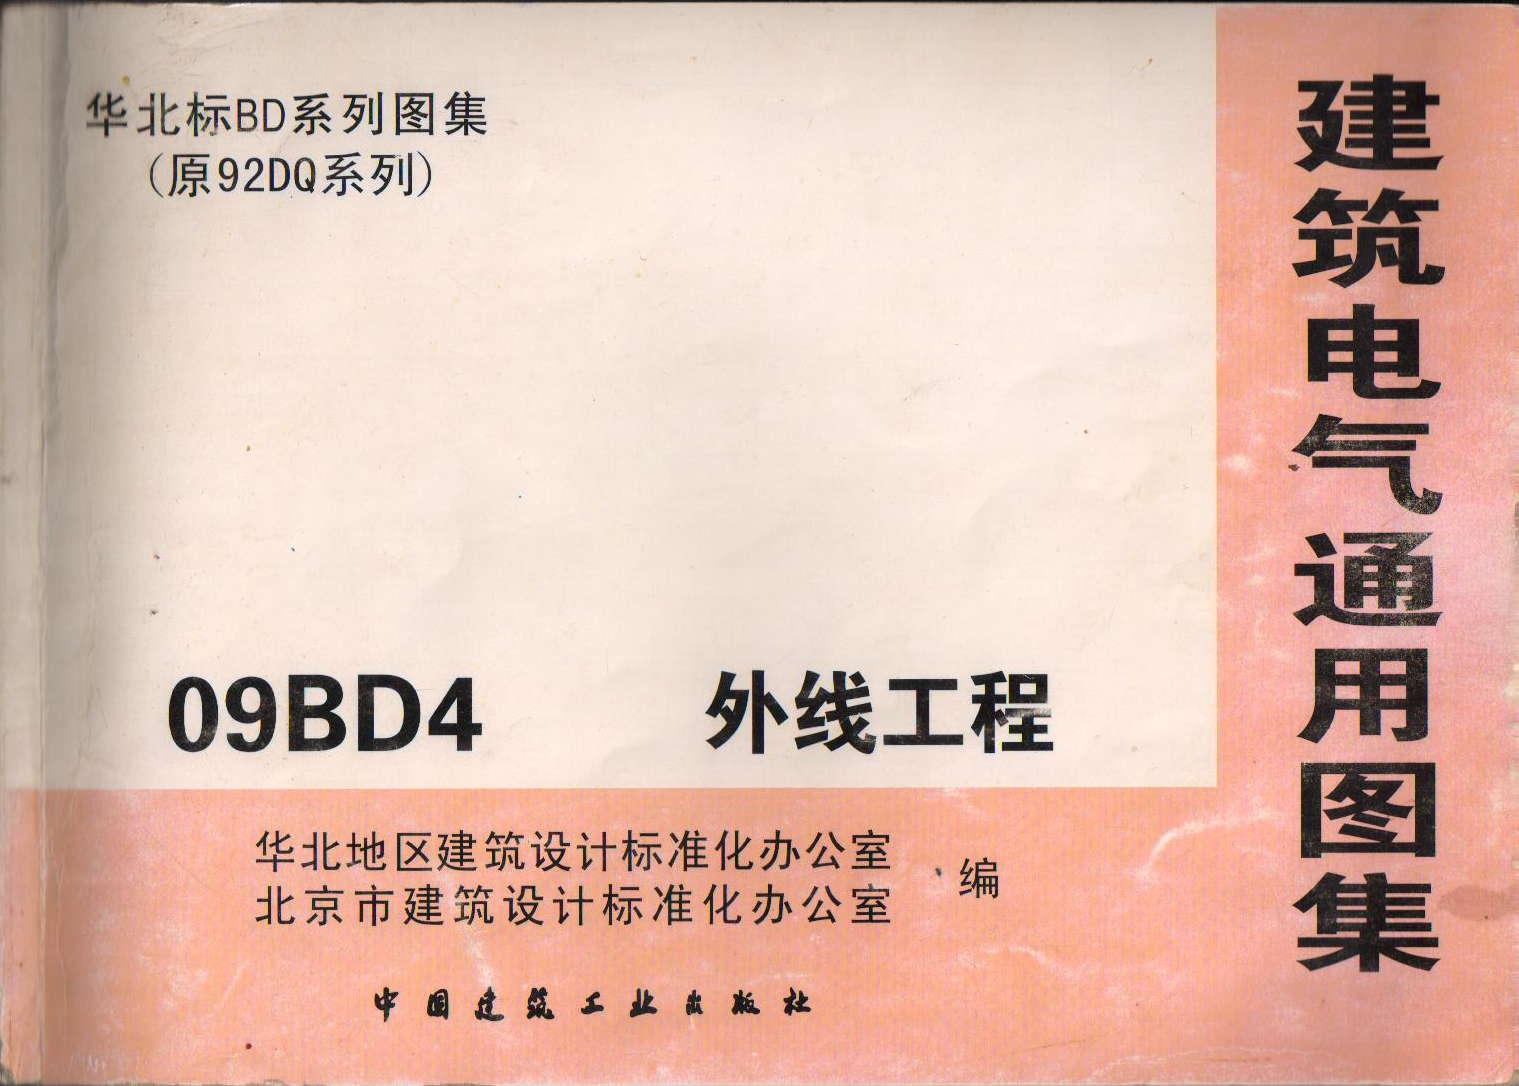 华北标BD系列图集
(原92DQ系列)
建筑电气通用图集
09BD4 外线工程
华北地区建筑设计标准化办公室
北京市建筑设计标准化办公室
编
中国建筑工业出版社